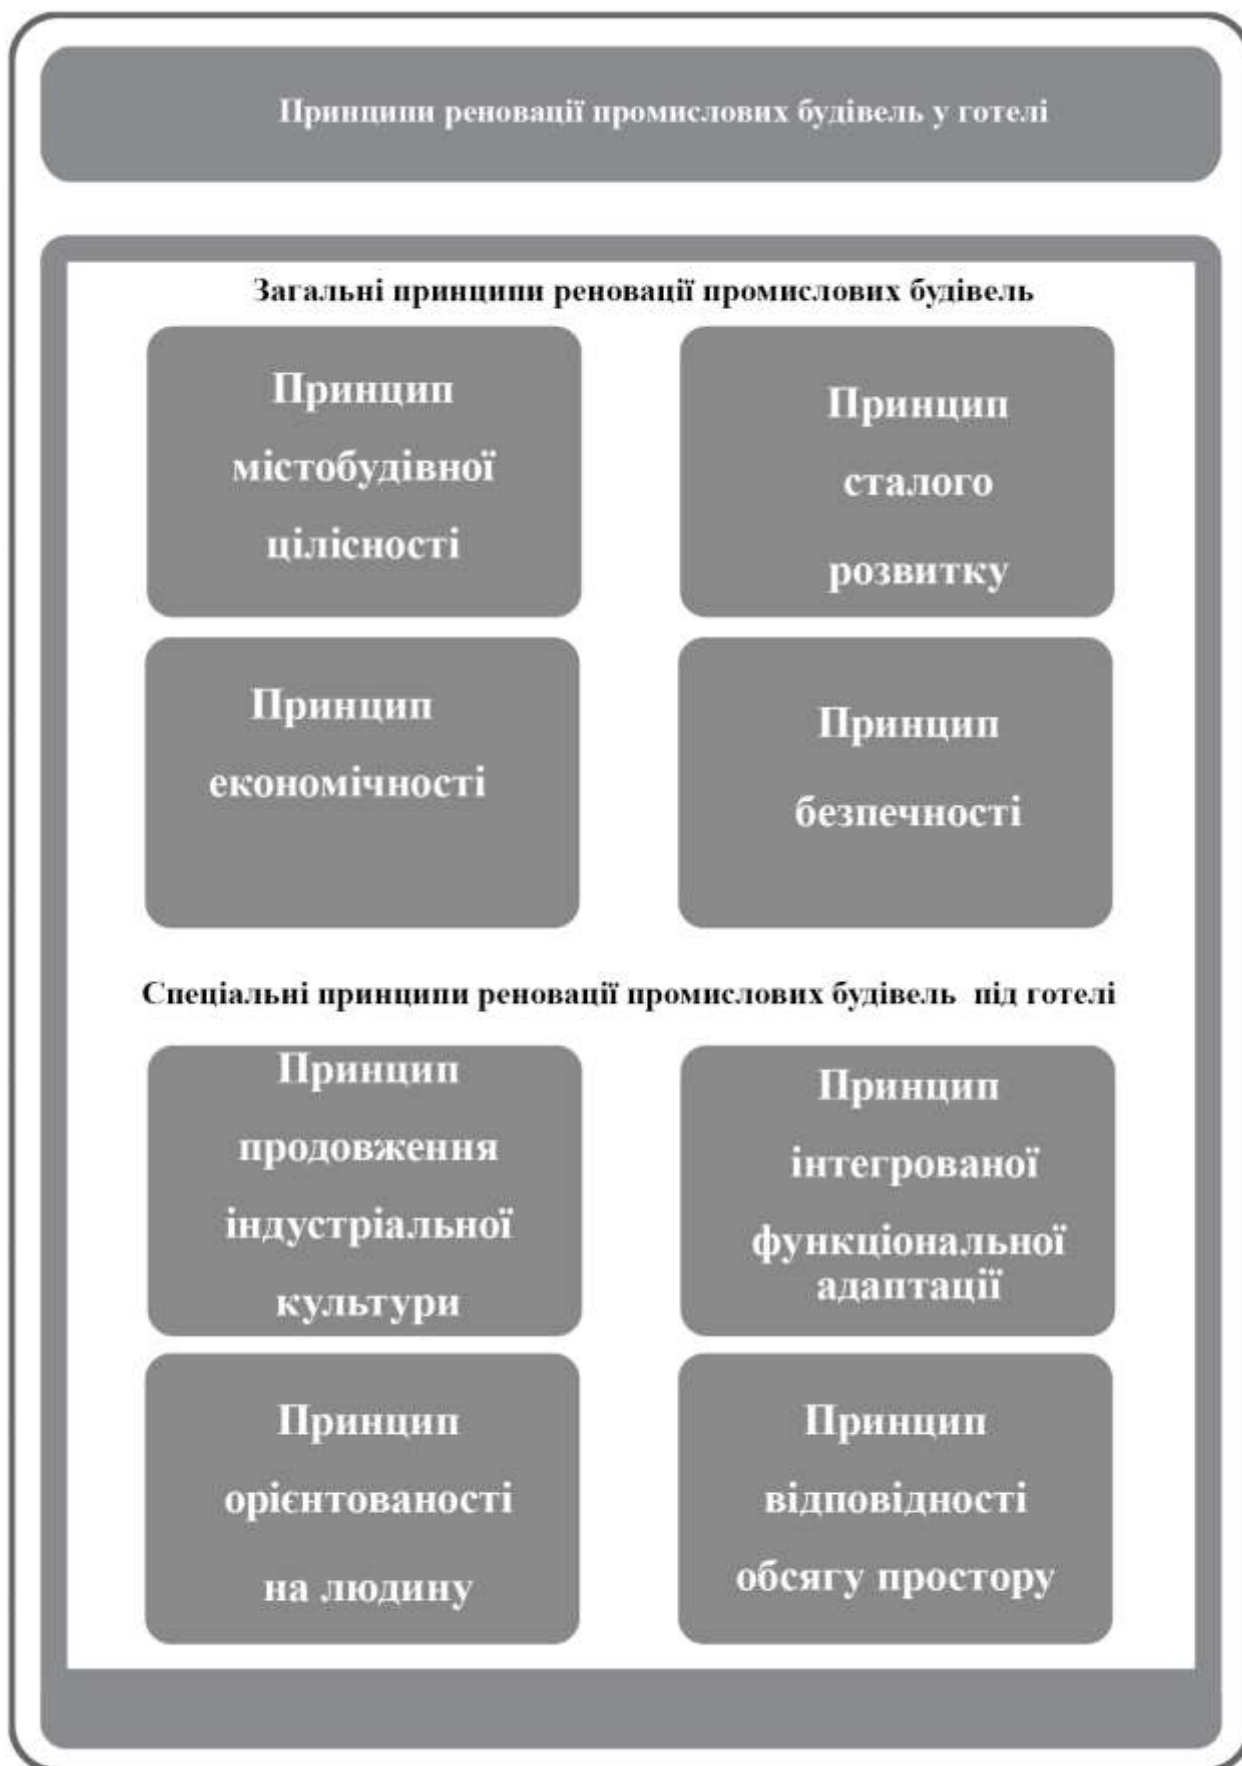 Принципи реновації промислових будівель у готелі
Загальні принципи реновації промислових будівель
Принцип
містобудівної
цілісності
Принцип
сталого
розвитку
Принцип
економічності
Принцип
безпечності
Спеціальні принципи реновації промислових будівель під готелі
Принцип
продовження
індустріальної
культури
Принцип
інтегрованої
функціональної
адаптації
Принцип
орієнтованості
на людину
Принцип
відповідності
обсягу простору